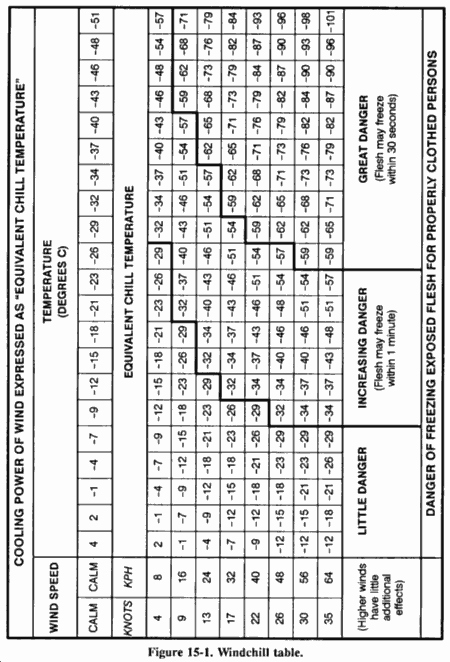 COOLING POWER OF WIND EXPRESSED AS "EQUIVALENT CHILL TEMPERATURE"
WIND SPEED TEMPERATURE
(DEGREES C)
CALM CALM 4 2 -1 -4 -7 -9 -12 -15 -18 -21 -23 -26 -29 -32 -34 -37 -40 -43 -46 -48 -51
KNOTS KPH EQUIVALENT CHILL TEMPERATURE
4 8 2 -1 -4 -7 -9 -12 -15 -18 -21 -23 -26 -29 -32 -34 -37 -40 -43 -46 -48 -54 -57
9 16 -1 -7 -9 -12 -15 -18 -23 -26 -29 -32 -37 -40 -43 -46 -51 -54 -57 -59 -62 -68 -71
13 24 -4 -9 -12 -18 -21 -23 -29 -32 -34 -40 -43 -46 -51 -54 -57 -62 -65 -68 -73 -76 -79
17 32 -7 -12 -15 -18 -23 -26 -32 -34 -37 -43 -46 -51 -54 -59 -62 -65 -71 -73 -79 -82 -84
22 40 -9 -12 -18 -21 -26 -29 -34 -37 -43 -46 -51 -54 -59 -62 -68 -71 -76 -79 -84 -87 -93
26 48 -12 -15 -18 -23 -29 -32 -34 -40 -46 -48 -54 -57 -62 -65 -71 -73 -79 -82 -87 -90 -96
30 56 -12 -15 -21 -23 -29 -34 -37 -40 -46 -51 -54 -59 -62 -68 -73 -76 -82 -84 -90 -93 -98
35 64 -12 -18 -21 -26 -29 -34 -37 -43 -48 -51 -57 -59 -65 -71 -73 -79 -82 -87 -90 -96 -101
(Higher winds
have little
additional
effects)
LITTLE DANGER
INCREASING DANGER
(Flesh may freeze
within 1 minute)
GREAT DANGER
(Flesh may freeze
within 30 seconds)
DANGER OF FREEZING EXPOSED FLESH FOR PROPERLY CLOTHED PERSONS
Figure 15-1. Windchill table.